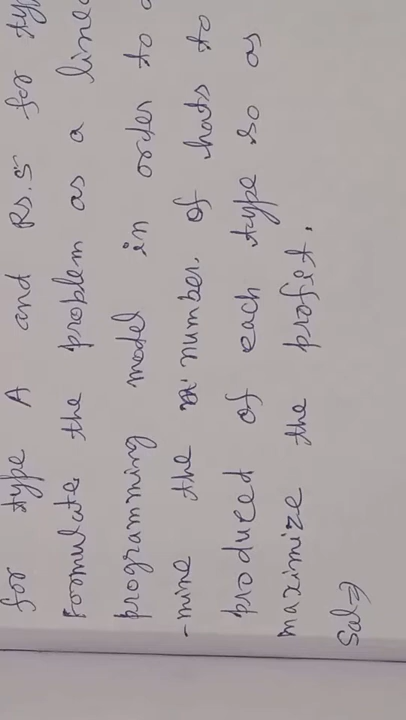 for type A and Rs. 5 for
Formulate the problem as a
programming model in order to
-mine the number of hats to
produced of each type so as
maximize the profit.
Sol⇒